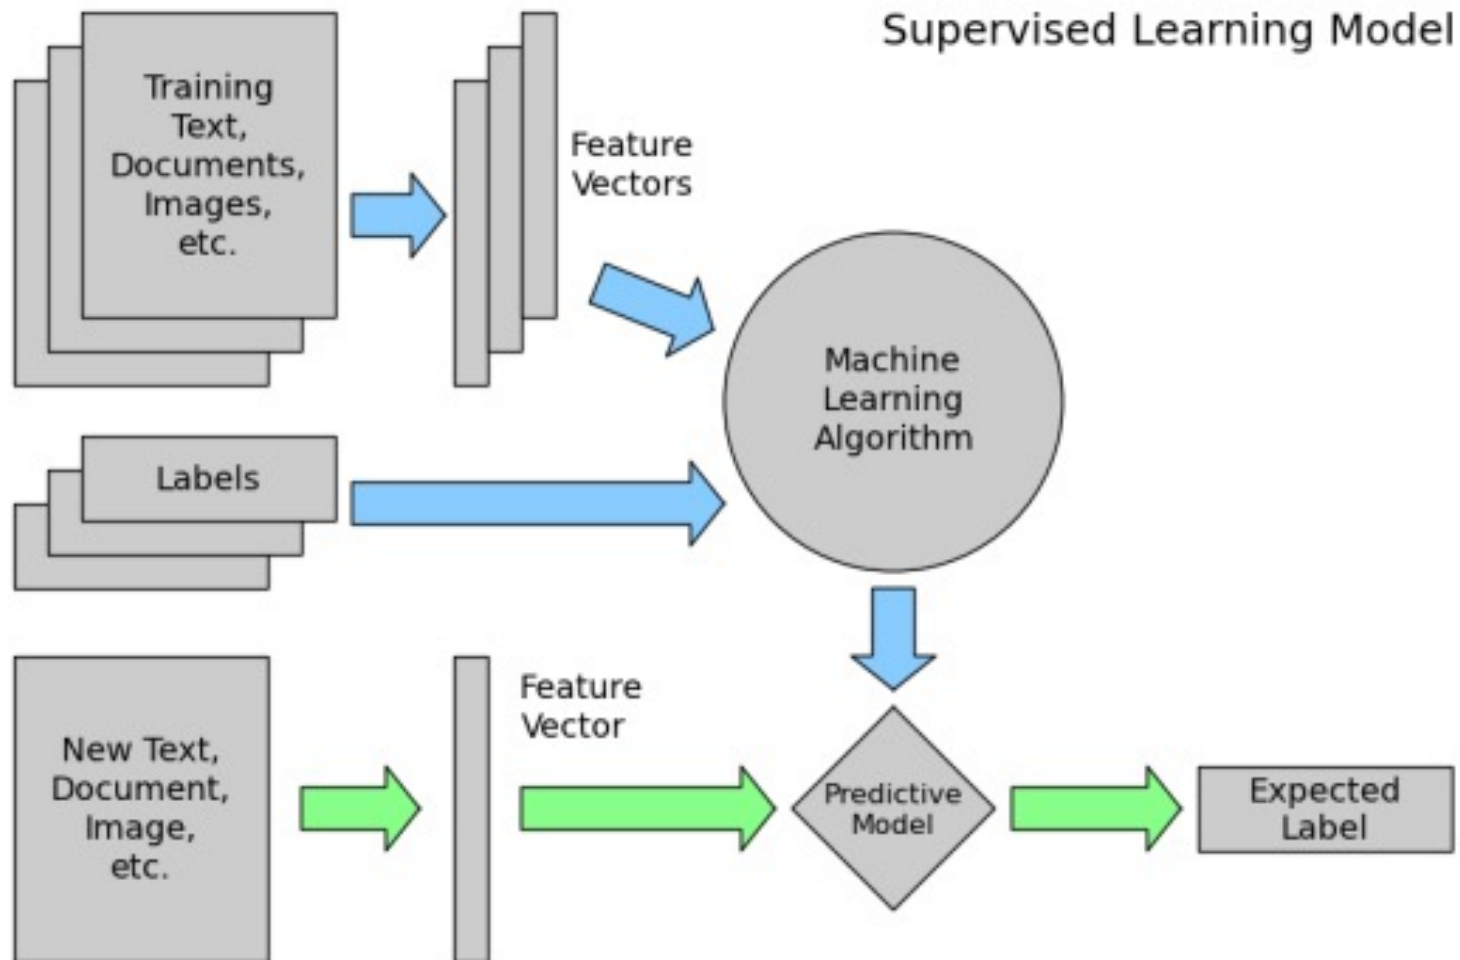 Supervised Learning Model
Training
Text,
Documents,
Images,
etc.
Feature
Vectors
Machine
Learning
Algorithm
Labels
New Text,
Document,
Image,
etc.
Feature
Vector
Predictive
Model
Expected
Label